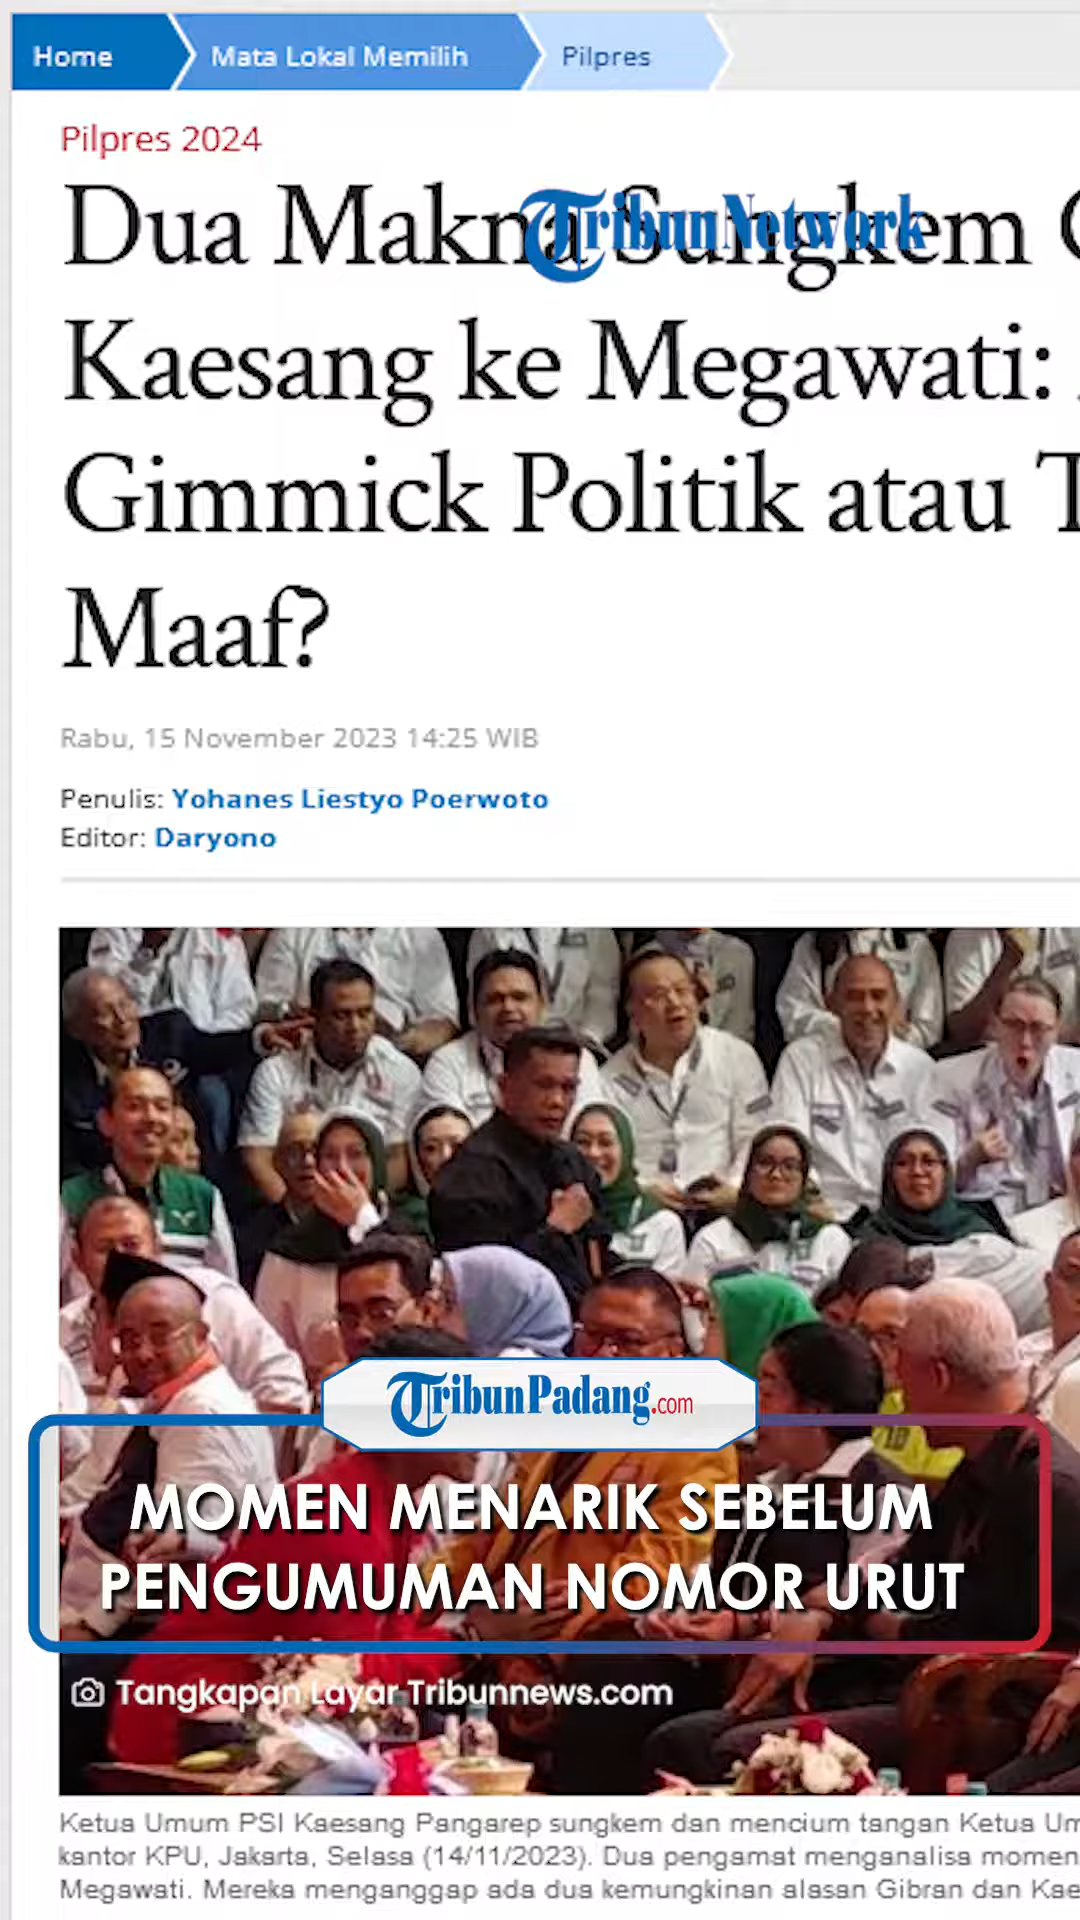 Home Mata Lokal Memilih Pilpres
Pilpres 2024
Dua Makna Sungkem
TribunNetwork
Kaesang ke Megawati:
Gimmick Politik atau
Maaf?
Rabu, 15 November 2023 14:25 WIB
Penulis: Yohanes Liestyo Poerwoto
Editor: Daryono
TribunPadang.com
MOMEN MENARIK SEBELUM
PENGUMUMAN NOMOR URUT
Tangkapan Layar Tribunnews.com
Ketua Umum PSI Kaesang Pangarep sungkem dan mencium tangan Ketua
kantor KPU, Jakarta, Selasa (14/11/2023). Dua pengamat menganalisa momen
Megawati. Mereka menganggap ada dua kemungkinan alasan Gibran dan